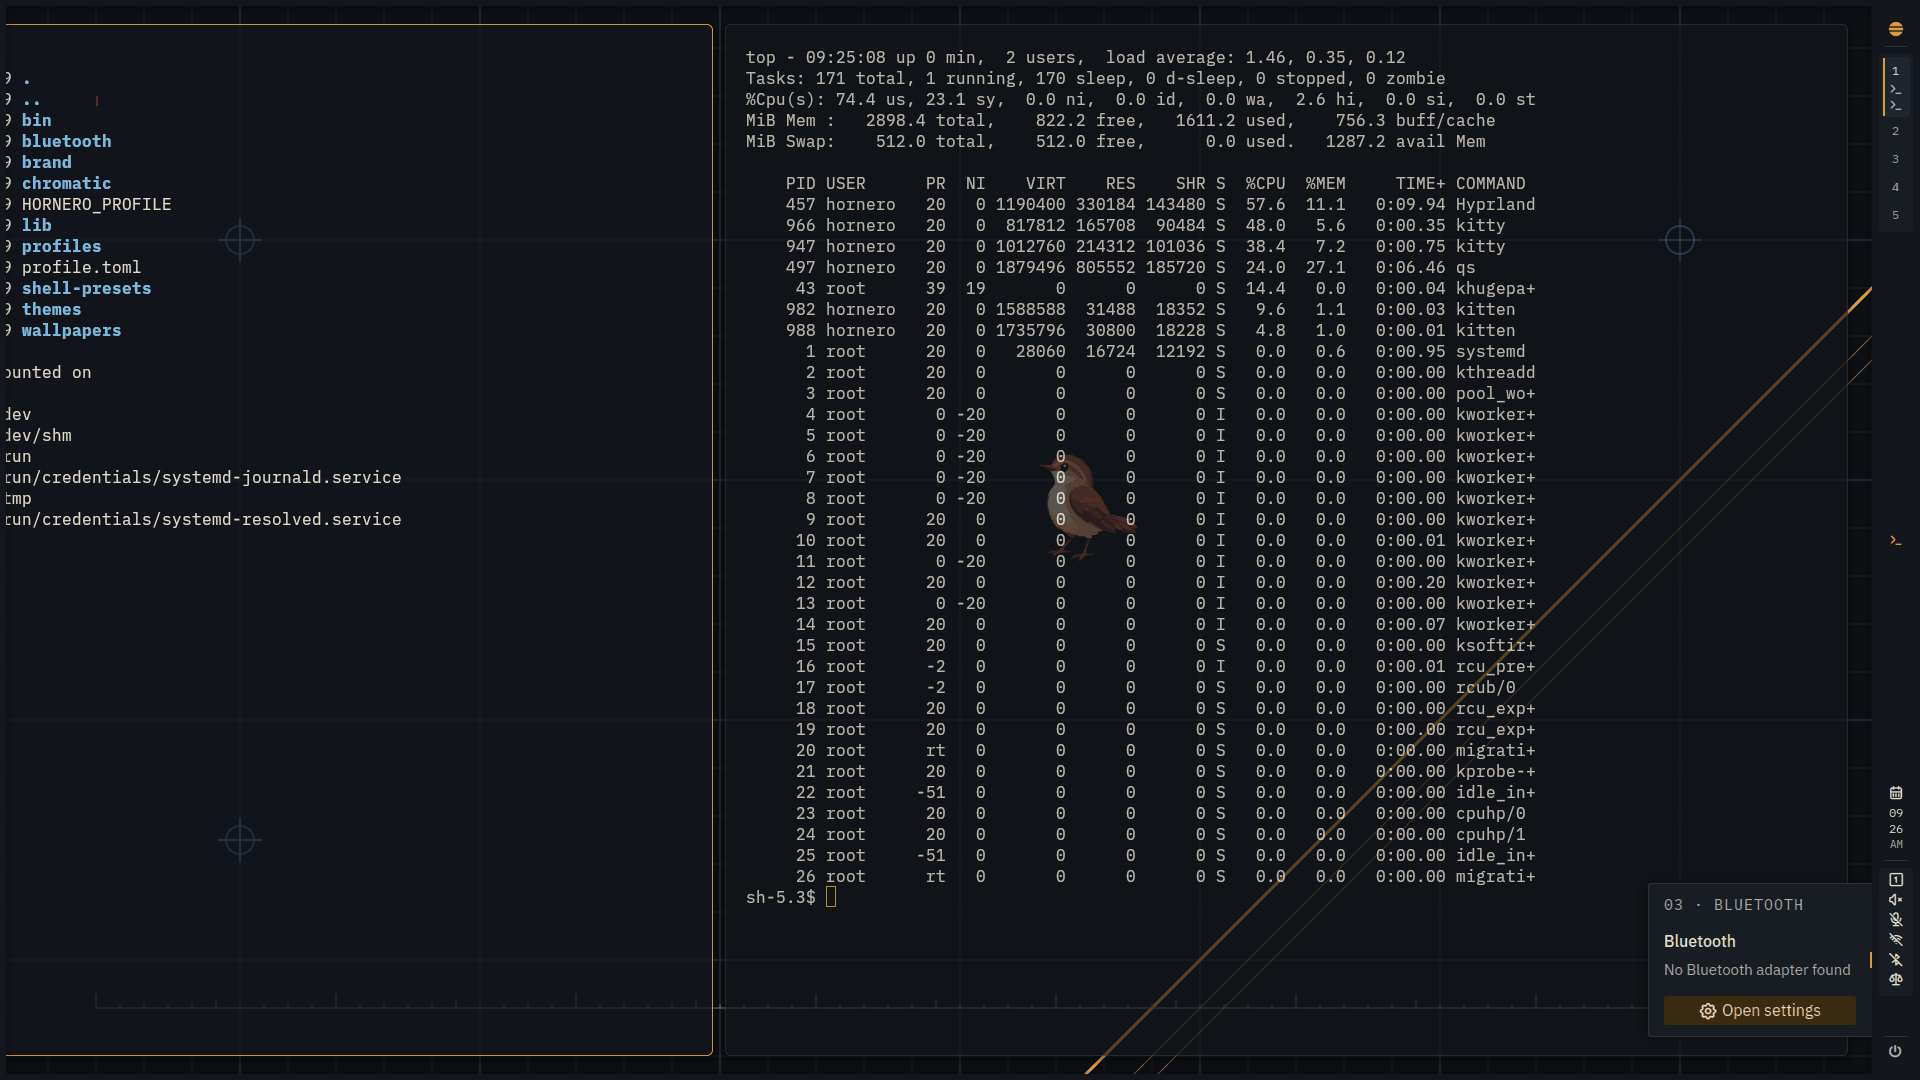 9 .
9 ..
9 bin
9 bluetooth
9 brand
9 chromatic
9 HORNERO_PROFILE
9 lib
9 profiles
9 profile.toml
9 shell-presets
9 themes
9 wallpapers
ounted on
dev
dev/shm
run
run/credentials/systemd-journald.service
tmp
run/credentials/systemd-resolved.service
top - 09:25:08 up 0 min,  2 users,  load average: 1.46, 0.35, 0.12
Tasks: 171 total, 1 running, 170 sleep, 0 d-sleep, 0 stopped, 0 zombie
%Cpu(s): 74.4 us, 23.1 sy,  0.0 ni,  0.0 id,  0.0 wa,  2.6 hi,  0.0 si,  0.0 st
MiB Mem :   2898.4 total,    822.2 free,   1611.2 used,    756.3 buff/cache
MiB Swap:    512.0 total,    512.0 free,      0.0 used.   1287.2 avail Mem
PID USER      PR  NI    VIRT    RES    SHR S  %CPU  %MEM     TIME+ COMMAND
457 hornero   20   0 1190400 330184 143480 S  57.6  11.1   0:09.94 Hyprland
966 hornero   20   0  817812 165708  90484 S  48.0   5.6   0:00.35 kitty
947 hornero   20   0 1012760 214312 101036 S  38.4   7.2   0:00.75 kitty
497 hornero   20   0 1879496 805552 185720 S  24.0  27.1   0:06.46 qs
43 root      39  19       0      0      0 S  14.4   0.0   0:00.04 khugepa+
982 hornero   20   0 1588588  31488  18352 S   9.6   1.1   0:00.03 kitten
988 hornero   20   0 1735796  30800  18228 S   4.8   1.0   0:00.01 kitten
1 root      20   0   28060  16724  12192 S   0.0   0.6   0:00.95 systemd
2 root      20   0       0      0      0 S   0.0   0.0   0:00.00 kthreadd
3 root      20   0       0      0      0 S   0.0   0.0   0:00.00 pool_wo+
4 root       0 -20       0      0      0 I   0.0   0.0   0:00.00 kworker+
5 root       0 -20       0      0      0 I   0.0   0.0   0:00.00 kworker+
6 root       0 -20       0      0      0 I   0.0   0.0   0:00.00 kworker+
7 root       0 -20       0      0      0 I   0.0   0.0   0:00.00 kworker+
8 root       0 -20       0      0      0 I   0.0   0.0   0:00.00 kworker+
9 root      20   0       0      0      0 I   0.0   0.0   0:00.00 kworker+
10 root      20   0       0      0      0 I   0.0   0.0   0:00.01 kworker+
11 root       0 -20       0      0      0 I   0.0   0.0   0:00.00 kworker+
12 root      20   0       0      0      0 I   0.0   0.0   0:00.20 kworker+
13 root       0 -20       0      0      0 I   0.0   0.0   0:00.00 kworker+
14 root      20   0       0      0      0 I   0.0   0.0   0:00.07 kworker+
15 root      20   0       0      0      0 S   0.0   0.0   0:00.00 ksoftir+
16 root      -2   0       0      0      0 I   0.0   0.0   0:00.01 rcu_pre+
17 root      -2   0       0      0      0 S   0.0   0.0   0:00.00 rcub/0
18 root      20   0       0      0      0 S   0.0   0.0   0:00.00 rcu_exp+
19 root      20   0       0      0      0 S   0.0   0.0   0:00.00 rcu_exp+
20 root      rt   0       0      0      0 S   0.0   0.0   0:00.00 migrati+
21 root      20   0       0      0      0 S   0.0   0.0   0:00.00 kprobe-+
22 root     -51   0       0      0      0 S   0.0   0.0   0:00.00 idle_in+
23 root      20   0       0      0      0 S   0.0   0.0   0:00.00 cpuhp/0
24 root      20   0       0      0      0 S   0.0   0.0   0:00.00 cpuhp/1
25 root     -51   0       0      0      0 S   0.0   0.0   0:00.00 idle_in+
26 root      rt   0       0      0      0 S   0.0   0.0   0:00.00 migrati+
sh-5.3$
03 · BLUETOOTH
Bluetooth
No Bluetooth adapter found
Open settings
1
2
3
4
5
09
26
AM
1